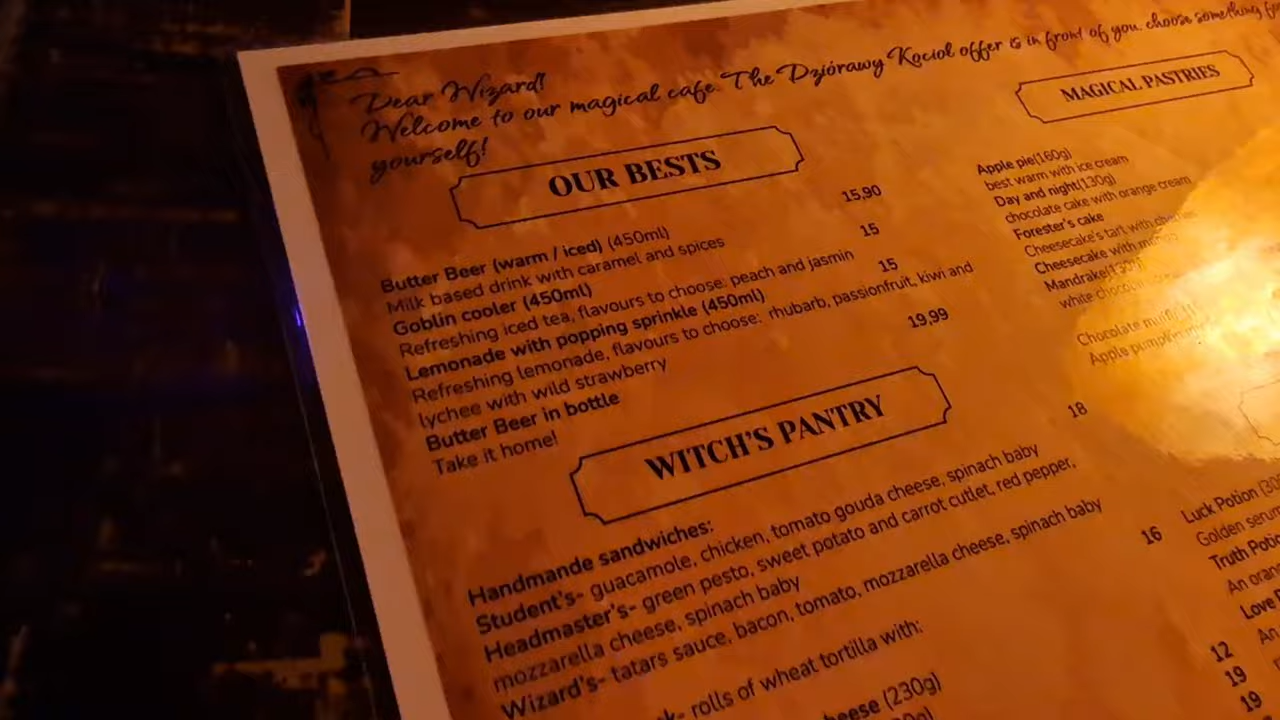 Dear Wizard!
Welcome to our magical cafe. The Dziórawy Kocioł offer is in front of you. choose something for
yourself!
OUR BESTS
15,90
Butter Beer (warm / iced) (450ml)
Milk based drink with caramel and spices
15
Goblin cooler (450ml)
Refreshing iced tea, flavours to choose: peach and jasmin
15
Lemonade with popping sprinkle (450ml)
Refreshing lemonade, flavours to choose: rhubarb, passionfruit, kiwi and
lychee with wild strawberry
19,99
Butter Beer in bottle
Take it home!
WITCH'S PANTRY
18
Handmande sandwiches:
Student's- guacamole, chicken, tomato gouda cheese, spinach baby
Headmaster's- green pesto, sweet potato and carrot cutlet, red pepper,
mozzarella cheese, spinach baby
Wizard's- tatars sauce, bacon, tomato, mozzarella cheese, spinach baby
16
rolls of wheat tortilla with:
12
(230g)
19
19
MAGICAL PASTRIES
Apple pie(160g)
best warm with ice cream
Day and night(130g)
chocolate cake with orange cream
Forester's cake
Cheesecake's tart with
Cheesecake with
Mandrake(130g)
white
Chocolate
Apple
Luck Potion
Golden
Truth
An
Love
An